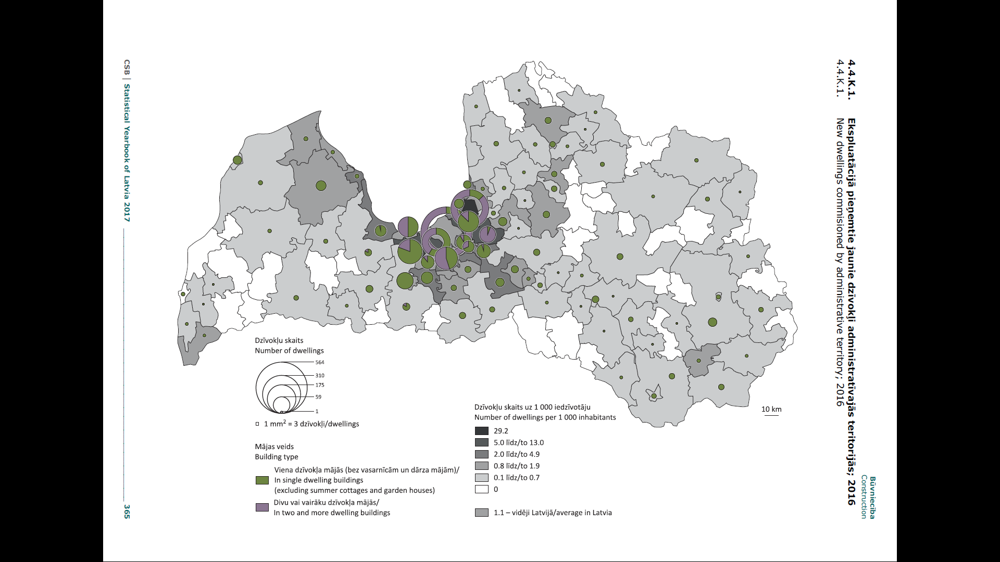 4.4.K.1. Ekspluatācijā pieņemtie jaunie dzīvokļi administratīvajās teritorijās; 2016
4.4.K.1. New dwellings commisioned by administrative territory; 2016
Būvniecība
Construction
Dzīvokļu skaits
Number of dwellings
564
310
175
59
1
1 mm² = 3 dzīvokļi/dwellings
Mājas veids
Building type
Viena dzīvokļa mājās (bez vasarnīcām un dārza mājām)/
In single dwelling buildings
(excluding summer cottages and garden houses)
Divu vai vairāku dzīvokļa mājās/
In two and more dwelling buildings
Dzīvokļu skaits uz 1 000 iedzīvotāju
Number of dwellings per 1 000 inhabitants
29.2
5.0 līdz/to 13.0
2.0 līdz/to 4.9
0.8 līdz/to 1.9
0.1 līdz/to 0.7
0
1.1 – vidēji Latvijā/average in Latvia
10 km
CSB | Statistical Yearbook of Latvia 2017
365